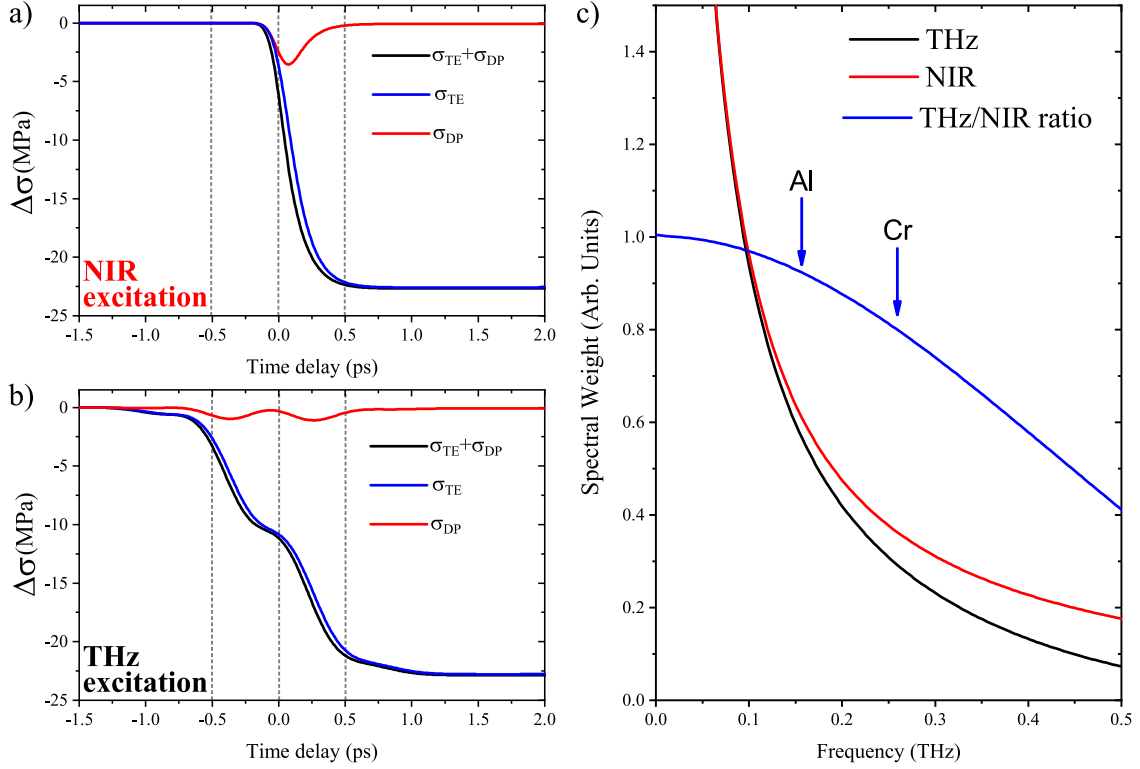 a)
0
-5
-10
-15
-20
-25
Δσ(MPa)
σTE+σDP
σTE
σDP
NIR
excitation
-1.5 -1.0 -0.5 0.0 0.5 1.0 1.5 2.0
Time delay (ps)
b)
0
-5
-10
-15
-20
-25
Δσ(MPa)
σTE+σDP
σTE
σDP
THz
excitation
-1.5 -1.0 -0.5 0.0 0.5 1.0 1.5 2.0
Time delay (ps)
c)
1.4
1.2
1.0
0.8
0.6
0.4
0.2
0.0
Spectral Weight (Arb. Units)
THz
NIR
THz/NIR ratio
Al
Cr
0.0 0.1 0.2 0.3 0.4 0.5
Frequency (THz)